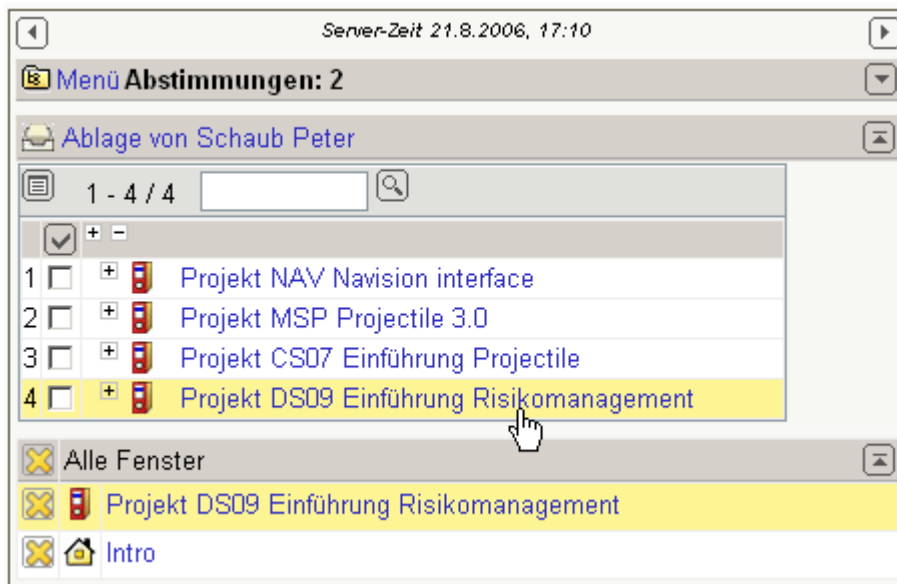 Server-Zeit 21.8.2006, 17:10
Menü Abstimmungen: 2
Ablage von Schaub Peter
1 - 4 / 4
1 Projekt NAV Navision interface
2 Projekt MSP Projectile 3.0
3 Projekt CS07 Einführung Projectile
4 Projekt DS09 Einführung Risikomanagement
Alle Fenster
Projekt DS09 Einführung Risikomanagement
Intro